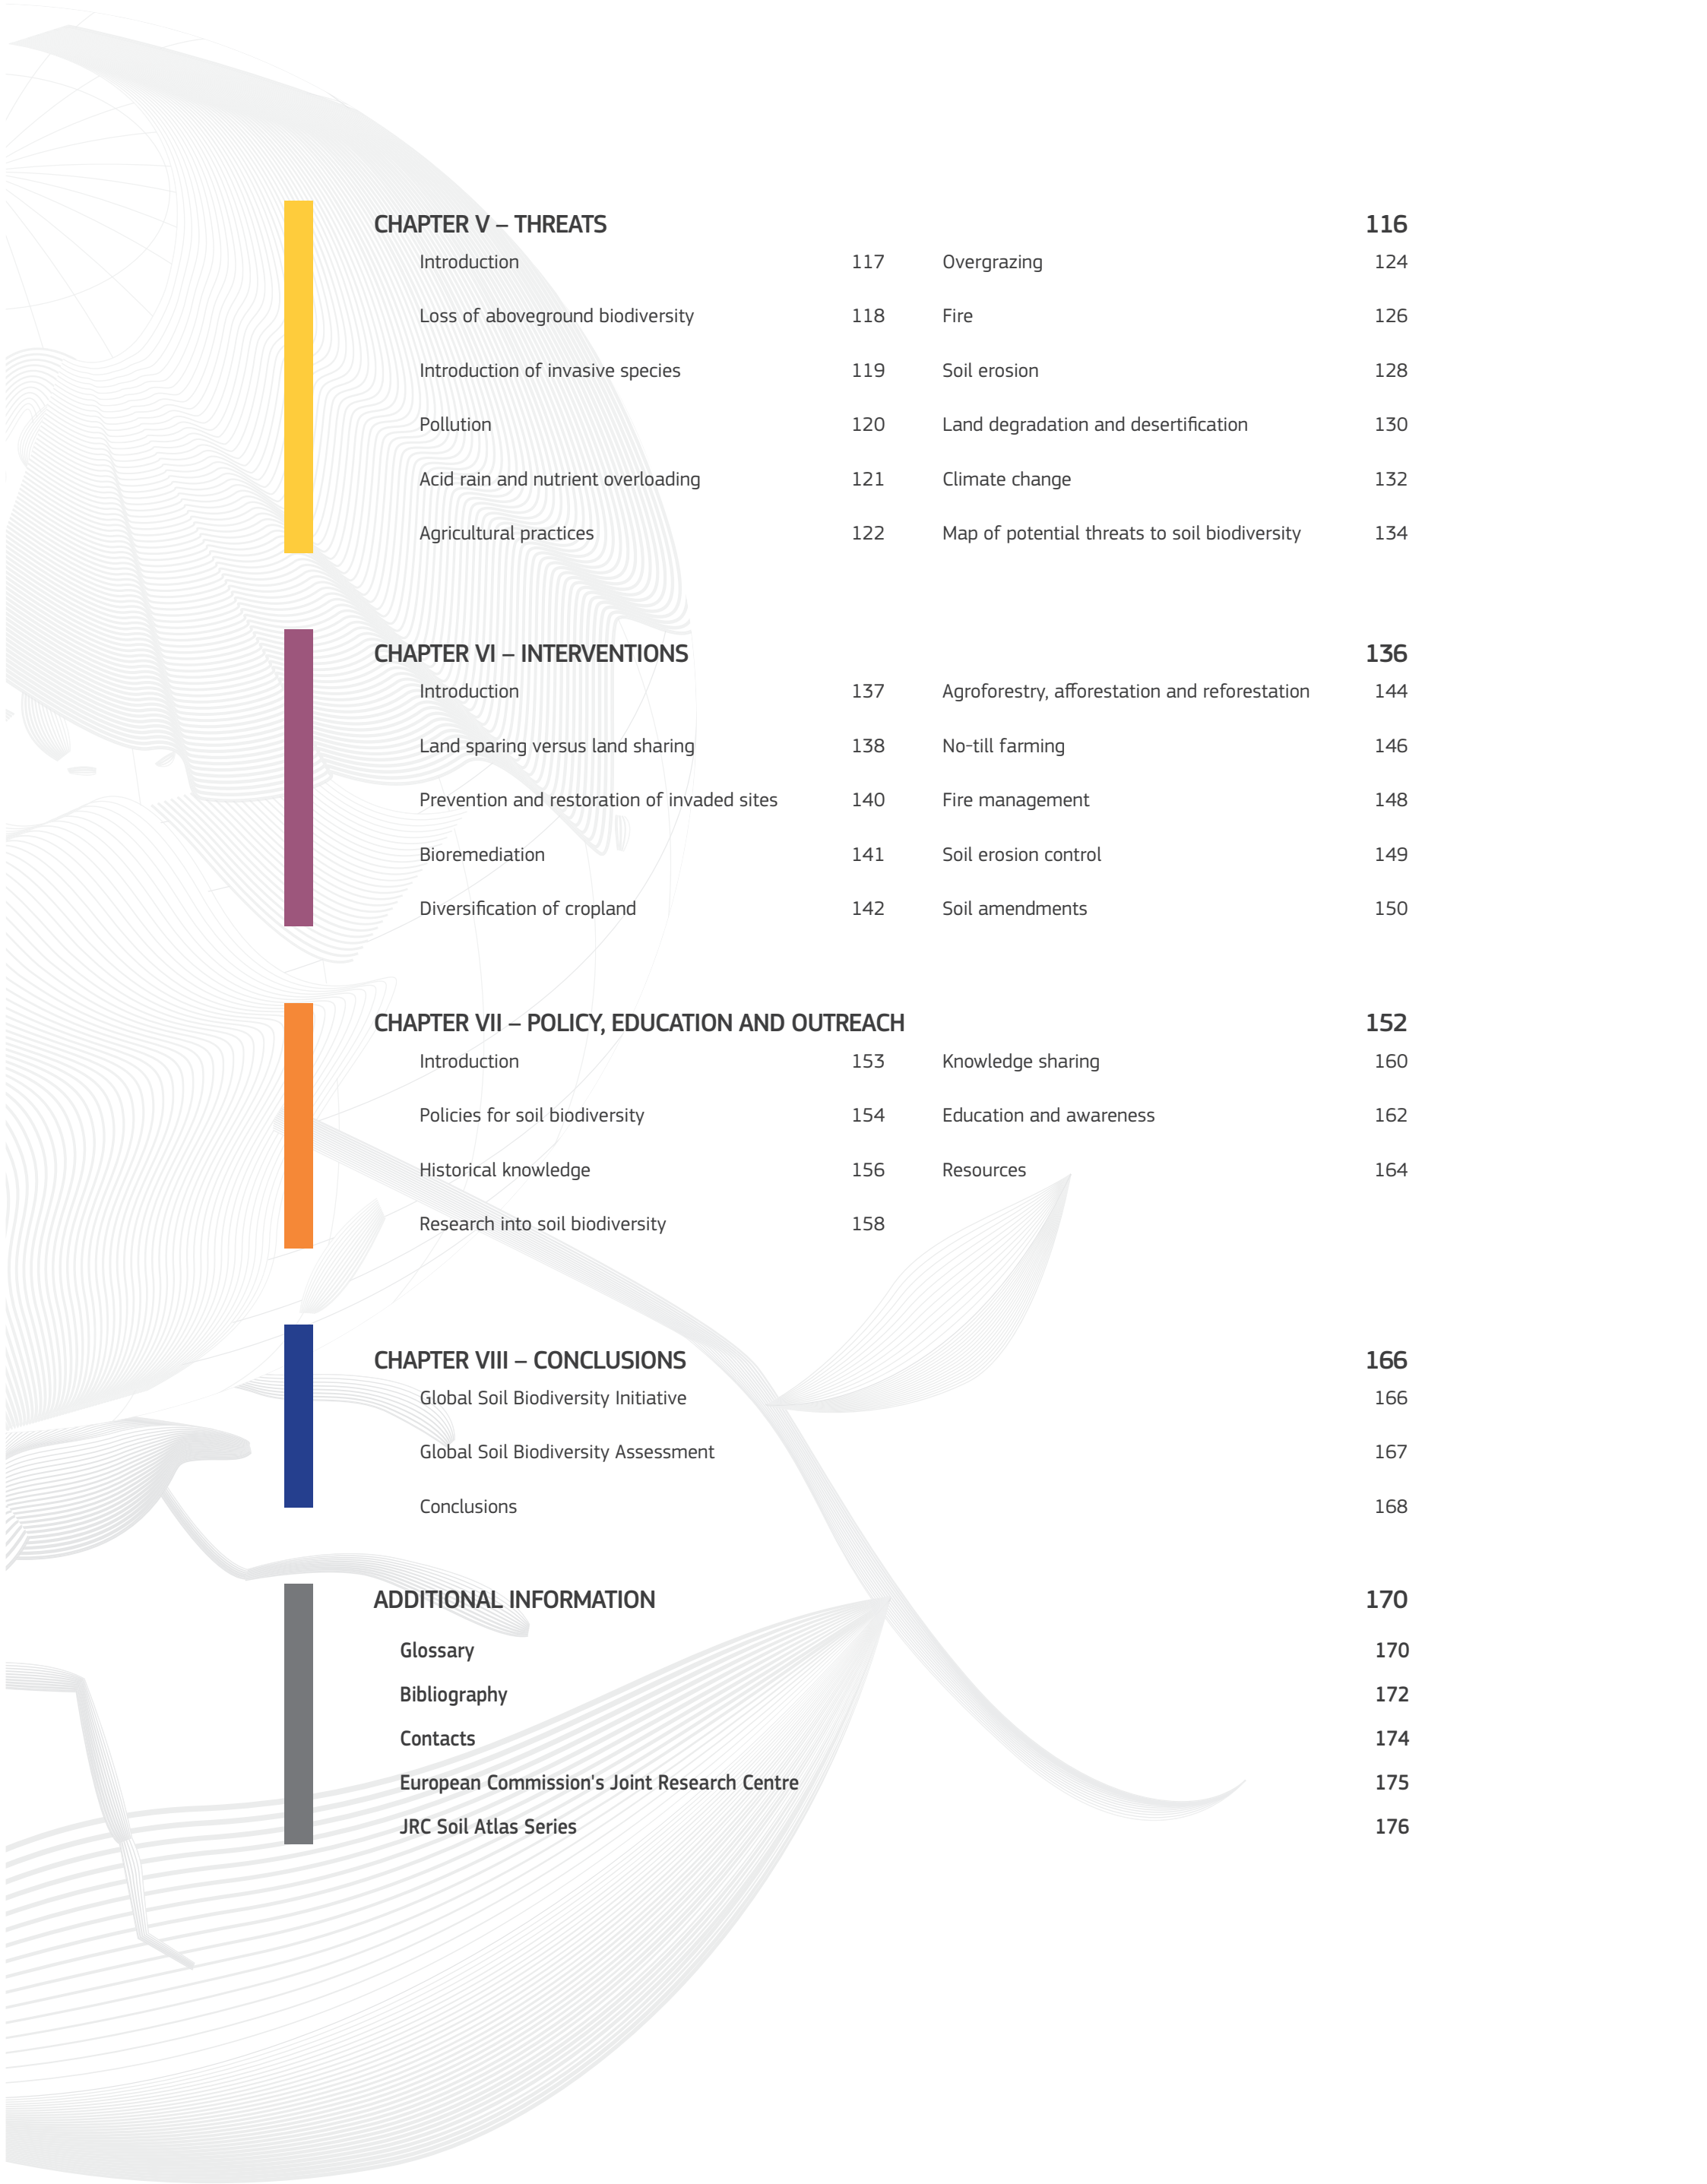 CHAPTER V – THREATS 116
Introduction 117
Loss of aboveground biodiversity 118
Introduction of invasive species 119
Pollution 120
Acid rain and nutrient overloading 121
Agricultural practices 122
Overgrazing 124
Fire 126
Soil erosion 128
Land degradation and desertification 130
Climate change 132
Map of potential threats to soil biodiversity 134
CHAPTER VI – INTERVENTIONS 136
Introduction 137
Land sparing versus land sharing 138
Prevention and restoration of invaded sites 140
Bioremediation 141
Diversification of cropland 142
Agroforestry, afforestation and reforestation 144
No-till farming 146
Fire management 148
Soil erosion control 149
Soil amendments 150
CHAPTER VII – POLICY, EDUCATION AND OUTREACH 152
Introduction 153
Policies for soil biodiversity 154
Historical knowledge 156
Research into soil biodiversity 158
Knowledge sharing 160
Education and awareness 162
Resources 164
CHAPTER VIII – CONCLUSIONS 166
Global Soil Biodiversity Initiative 166
Global Soil Biodiversity Assessment 167
Conclusions 168
ADDITIONAL INFORMATION 170
Glossary 170
Bibliography 172
Contacts 174
European Commission's Joint Research Centre 175
JRC Soil Atlas Series 176